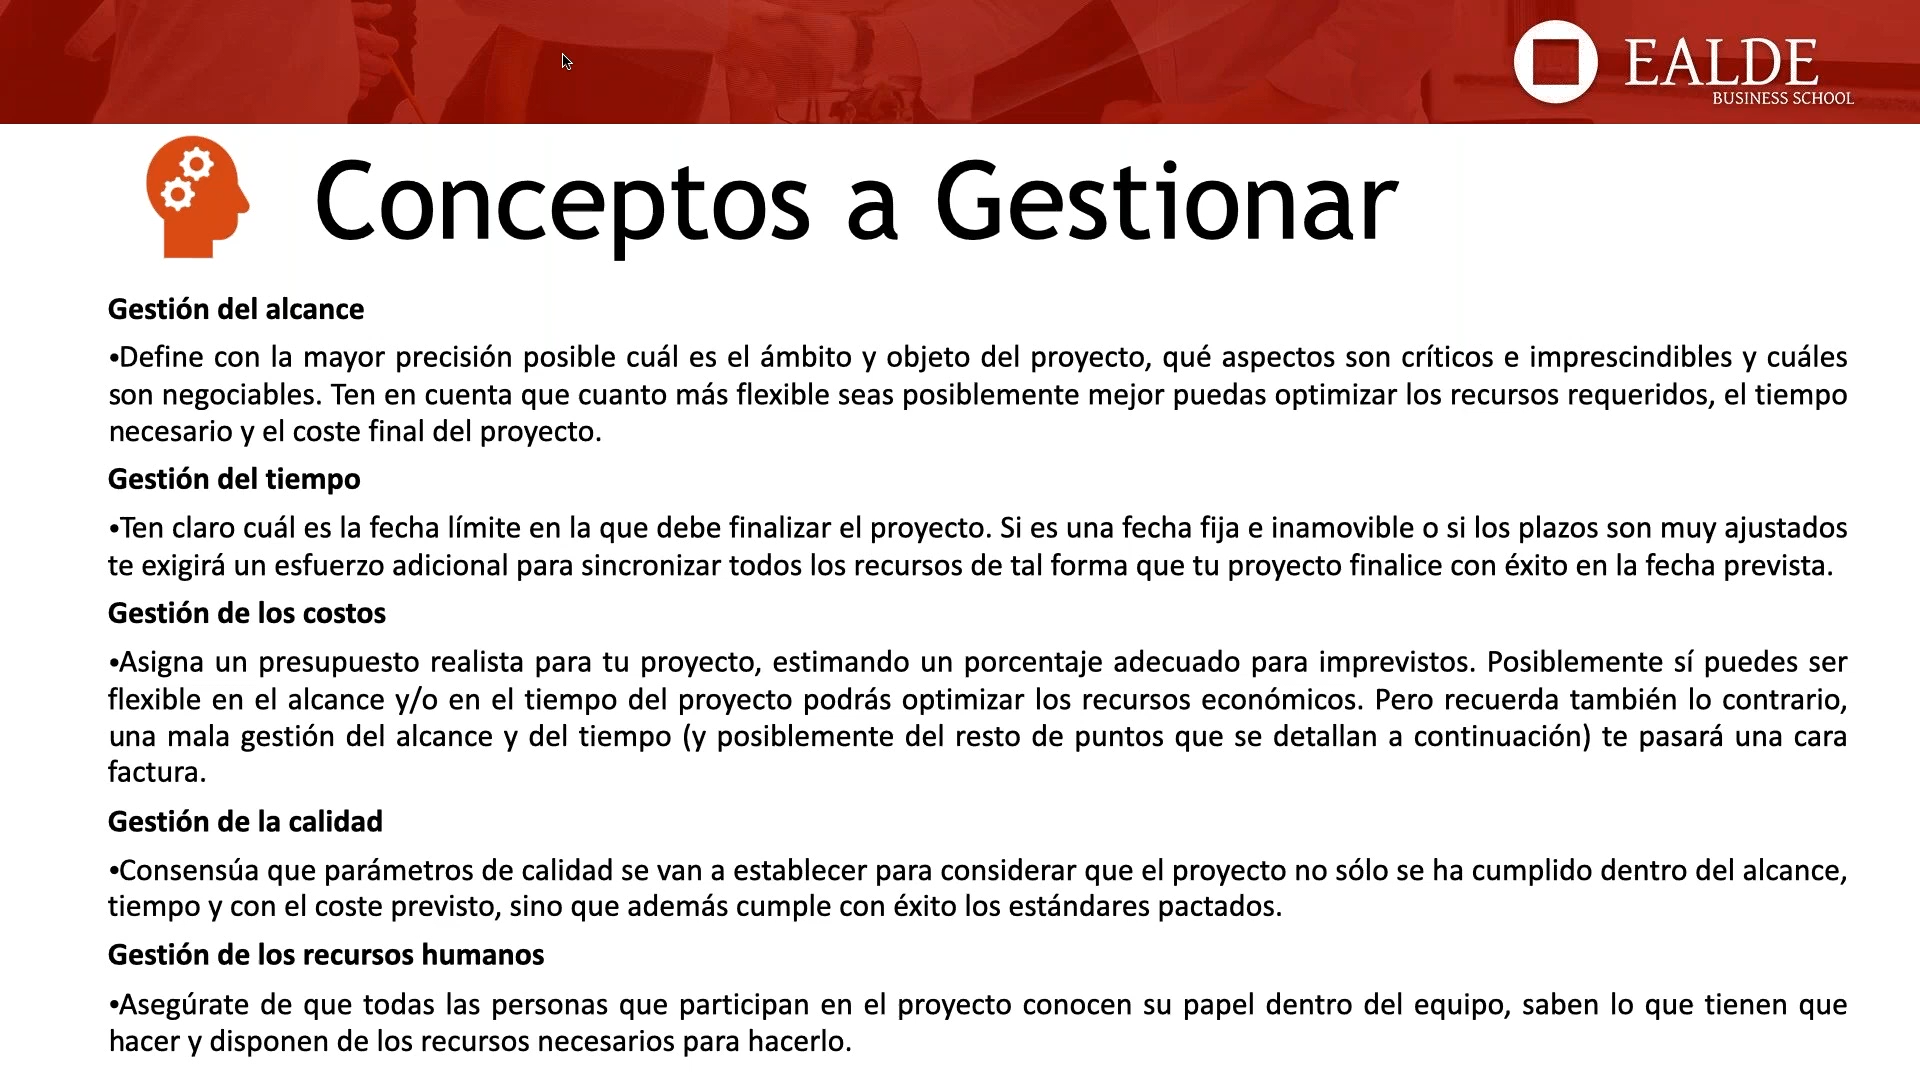 EALDE
BUSINESS SCHOOL
Conceptos a Gestionar
Gestión del alcance
•Define con la mayor precisión posible cuál es el ámbito y objeto del proyecto, qué aspectos son críticos e imprescindibles y cuáles
son negociables. Ten en cuenta que cuanto más flexible seas posiblemente mejor puedas optimizar los recursos requeridos, el tiempo
necesario y el coste final del proyecto.
Gestión del tiempo
•Ten claro cuál es la fecha límite en la que debe finalizar el proyecto. Si es una fecha fija e inamovible o si los plazos son muy ajustados
te exigirá un esfuerzo adicional para sincronizar todos los recursos de tal forma que tu proyecto finalice con éxito en la fecha prevista.
Gestión de los costos
•Asigna un presupuesto realista para tu proyecto, estimando un porcentaje adecuado para imprevistos. Posiblemente sí puedes ser
flexible en el alcance y/o en el tiempo del proyecto podrás optimizar los recursos económicos. Pero recuerda también lo contrario,
una mala gestión del alcance y del tiempo (y posiblemente del resto de puntos que se detallan a continuación) te pasará una cara
factura.
Gestión de la calidad
•Consensúa que parámetros de calidad se van a establecer para considerar que el proyecto no sólo se ha cumplido dentro del alcance,
tiempo y con el coste previsto, sino que además cumple con éxito los estándares pactados.
Gestión de los recursos humanos
•Asegúrate de que todas las personas que participan en el proyecto conocen su papel dentro del equipo, saben lo que tienen que
hacer y disponen de los recursos necesarios para hacerlo.